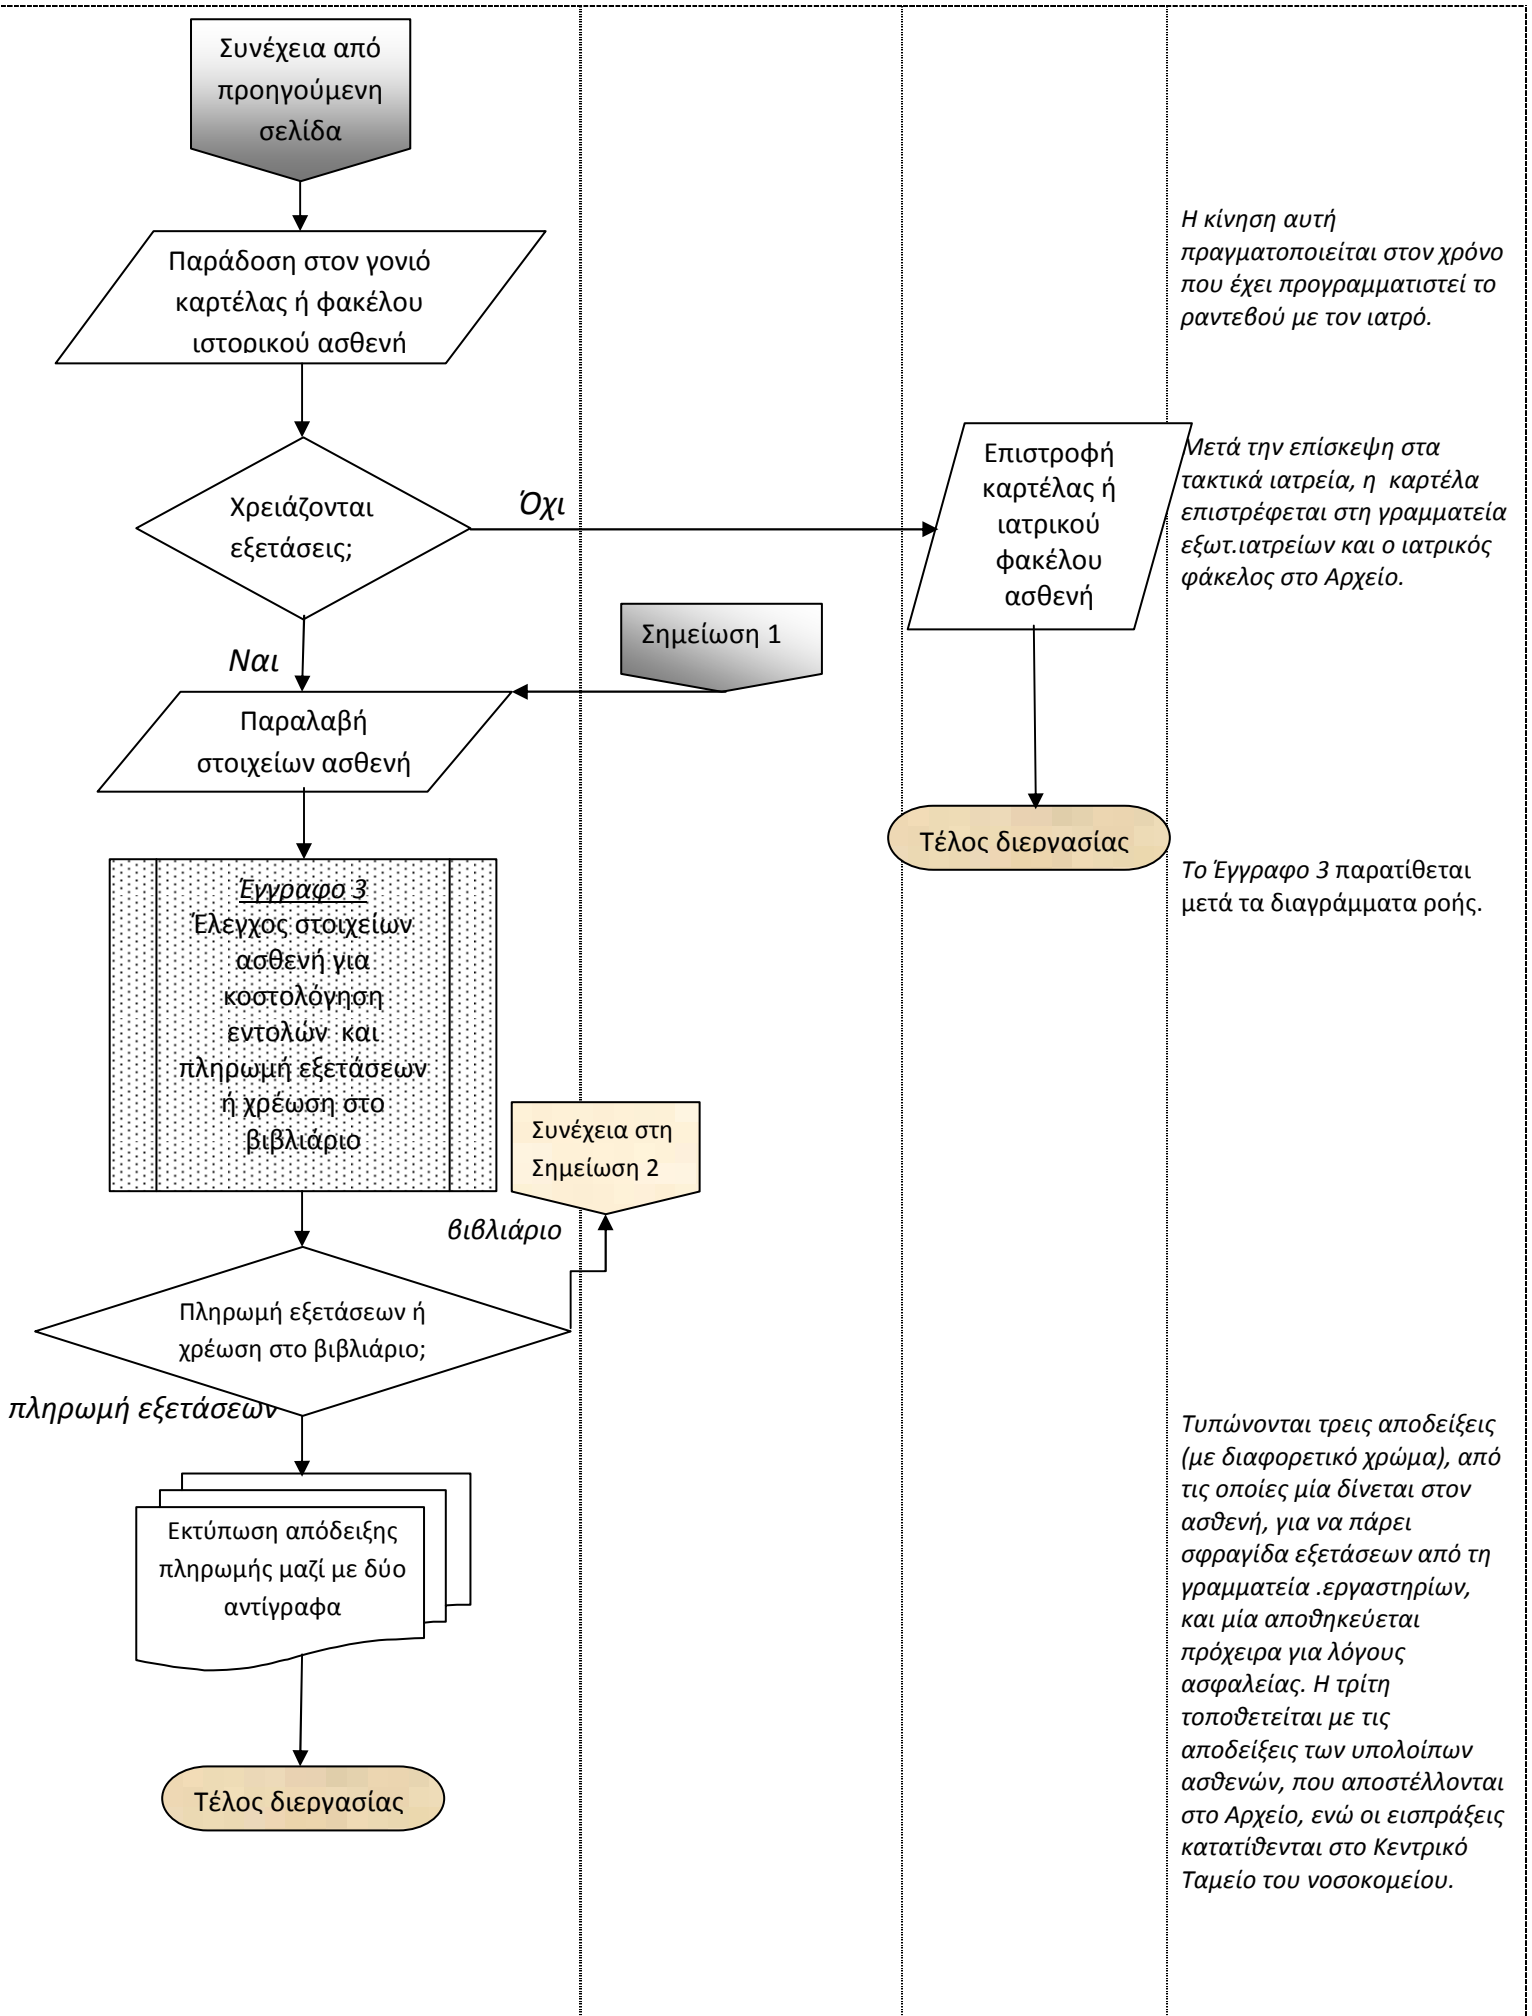 Συνέχεια από
προηγούμενη
σελίδα
Παράδοση στον γονιό
καρτέλας ή φακέλου
ιστορικού ασθενή
Η κίνηση αυτή
πραγματοποιείται στον χρόνο
που έχει προγραμματιστεί το
ραντεβού με τον ιατρό.
Χρειάζονται
εξετάσεις;
Όχι
Επιστροφή
καρτέλας ή
ιατρικού
φακέλου
ασθενή
Μετά την επίσκεψη στα
τακτικά ιατρεία, η  καρτέλα
επιστρέφεται στη γραμματεία
εξωτ.ιατρείων και ο ιατρικός
φάκελος στο Αρχείο.
Σημείωση 1
Ναι
Παραλαβή
στοιχείων ασθενή
Τέλος διεργασίας
Το Έγγραφο 3 παρατίθεται
μετά τα διαγράμματα ροής.
Έγγραφο 3
Έλεγχος στοιχείων
ασθενή για
κοστολόγηση
εντολών  και
πληρωμή εξετάσεων
ή χρέωση στο
βιβλιάριο
Συνέχεια στη
Σημείωση 2
βιβλιάριο
Πληρωμή εξετάσεων ή
χρέωση στο βιβλιάριο;
πληρωμή εξετάσεων
Εκτύπωση απόδειξης
πληρωμής μαζί με δύο
αντίγραφα
Τέλος διεργασίας
Τυπώνονται τρεις αποδείξεις
(με διαφορετικό χρώμα), από
τις οποίες μία δίνεται στον
ασθενή, για να πάρει
σφραγίδα εξετάσεων από τη
γραμματεία .εργαστηρίων,
και μία αποθηκεύεται
πρόχειρα για λόγους
ασφαλείας. Η τρίτη
τοποθετείται με τις
αποδείξεις των υπολοίπων
ασθενών, που αποστέλλονται
στο Αρχείο, ενώ οι εισπράξεις
κατατίθενται στο Κεντρικό
Ταμείο του νοσοκομείου.